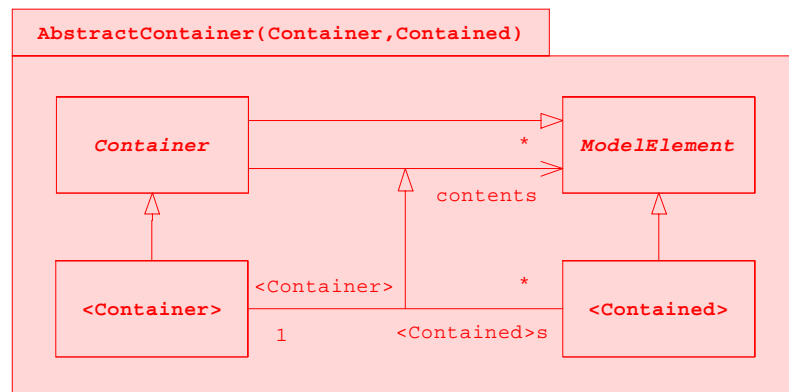 AbstractContainer(Container,Contained)
Container
*
ModelElement
contents
<Container>
*
<Container>
<Contained>
1
<Contained>s